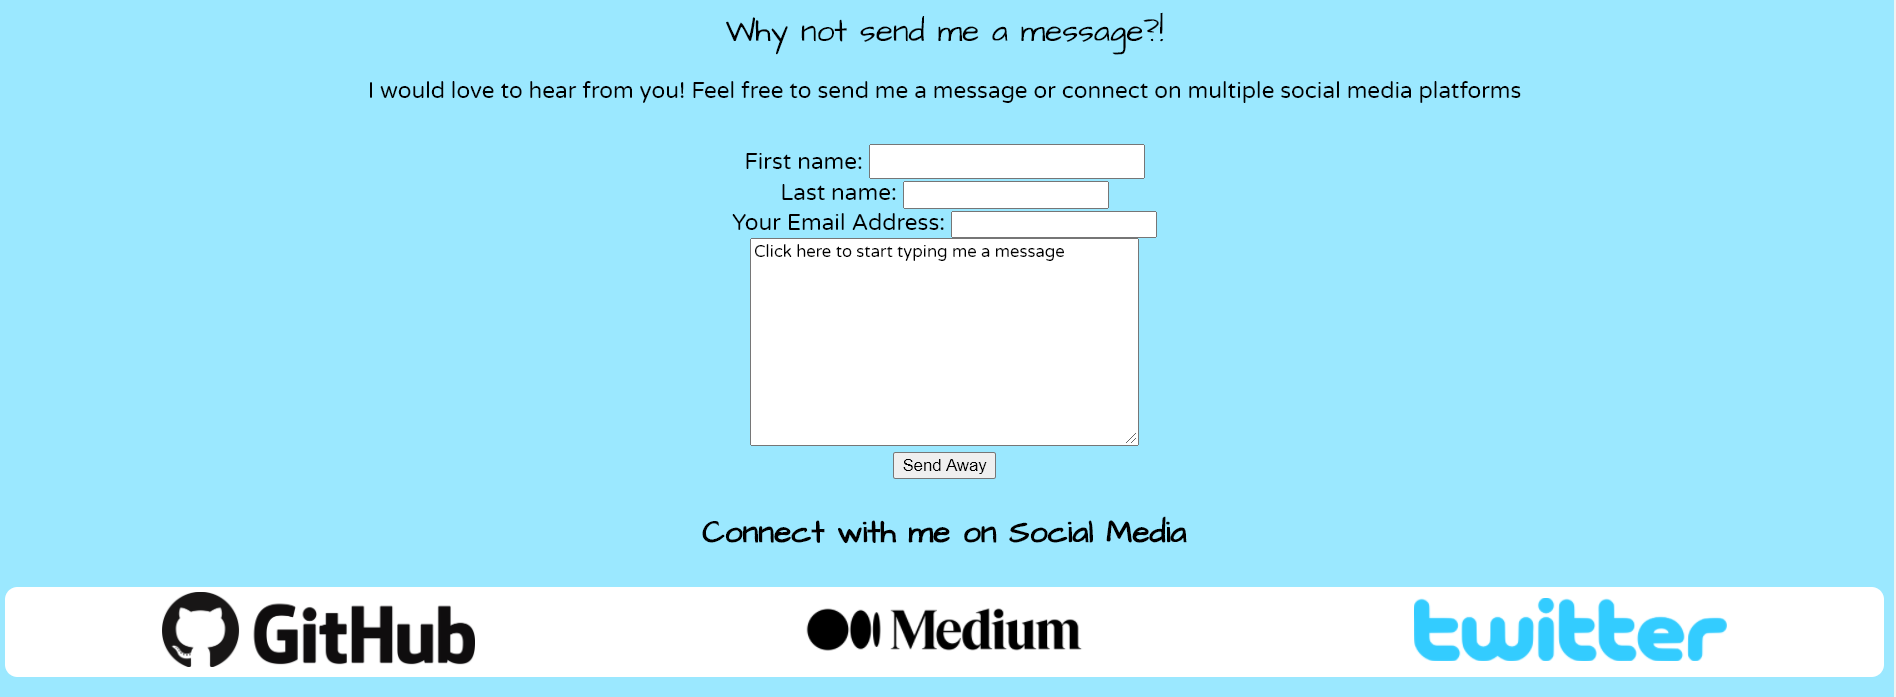 Why not send me a message?!
I would love to hear from you! Feel free to send me a message or connect on multiple social media platforms
First name:
Last name:
Your Email Address:
Click here to start typing me a message
Send Away
Connect with me on Social Media
GitHub Medium twitter